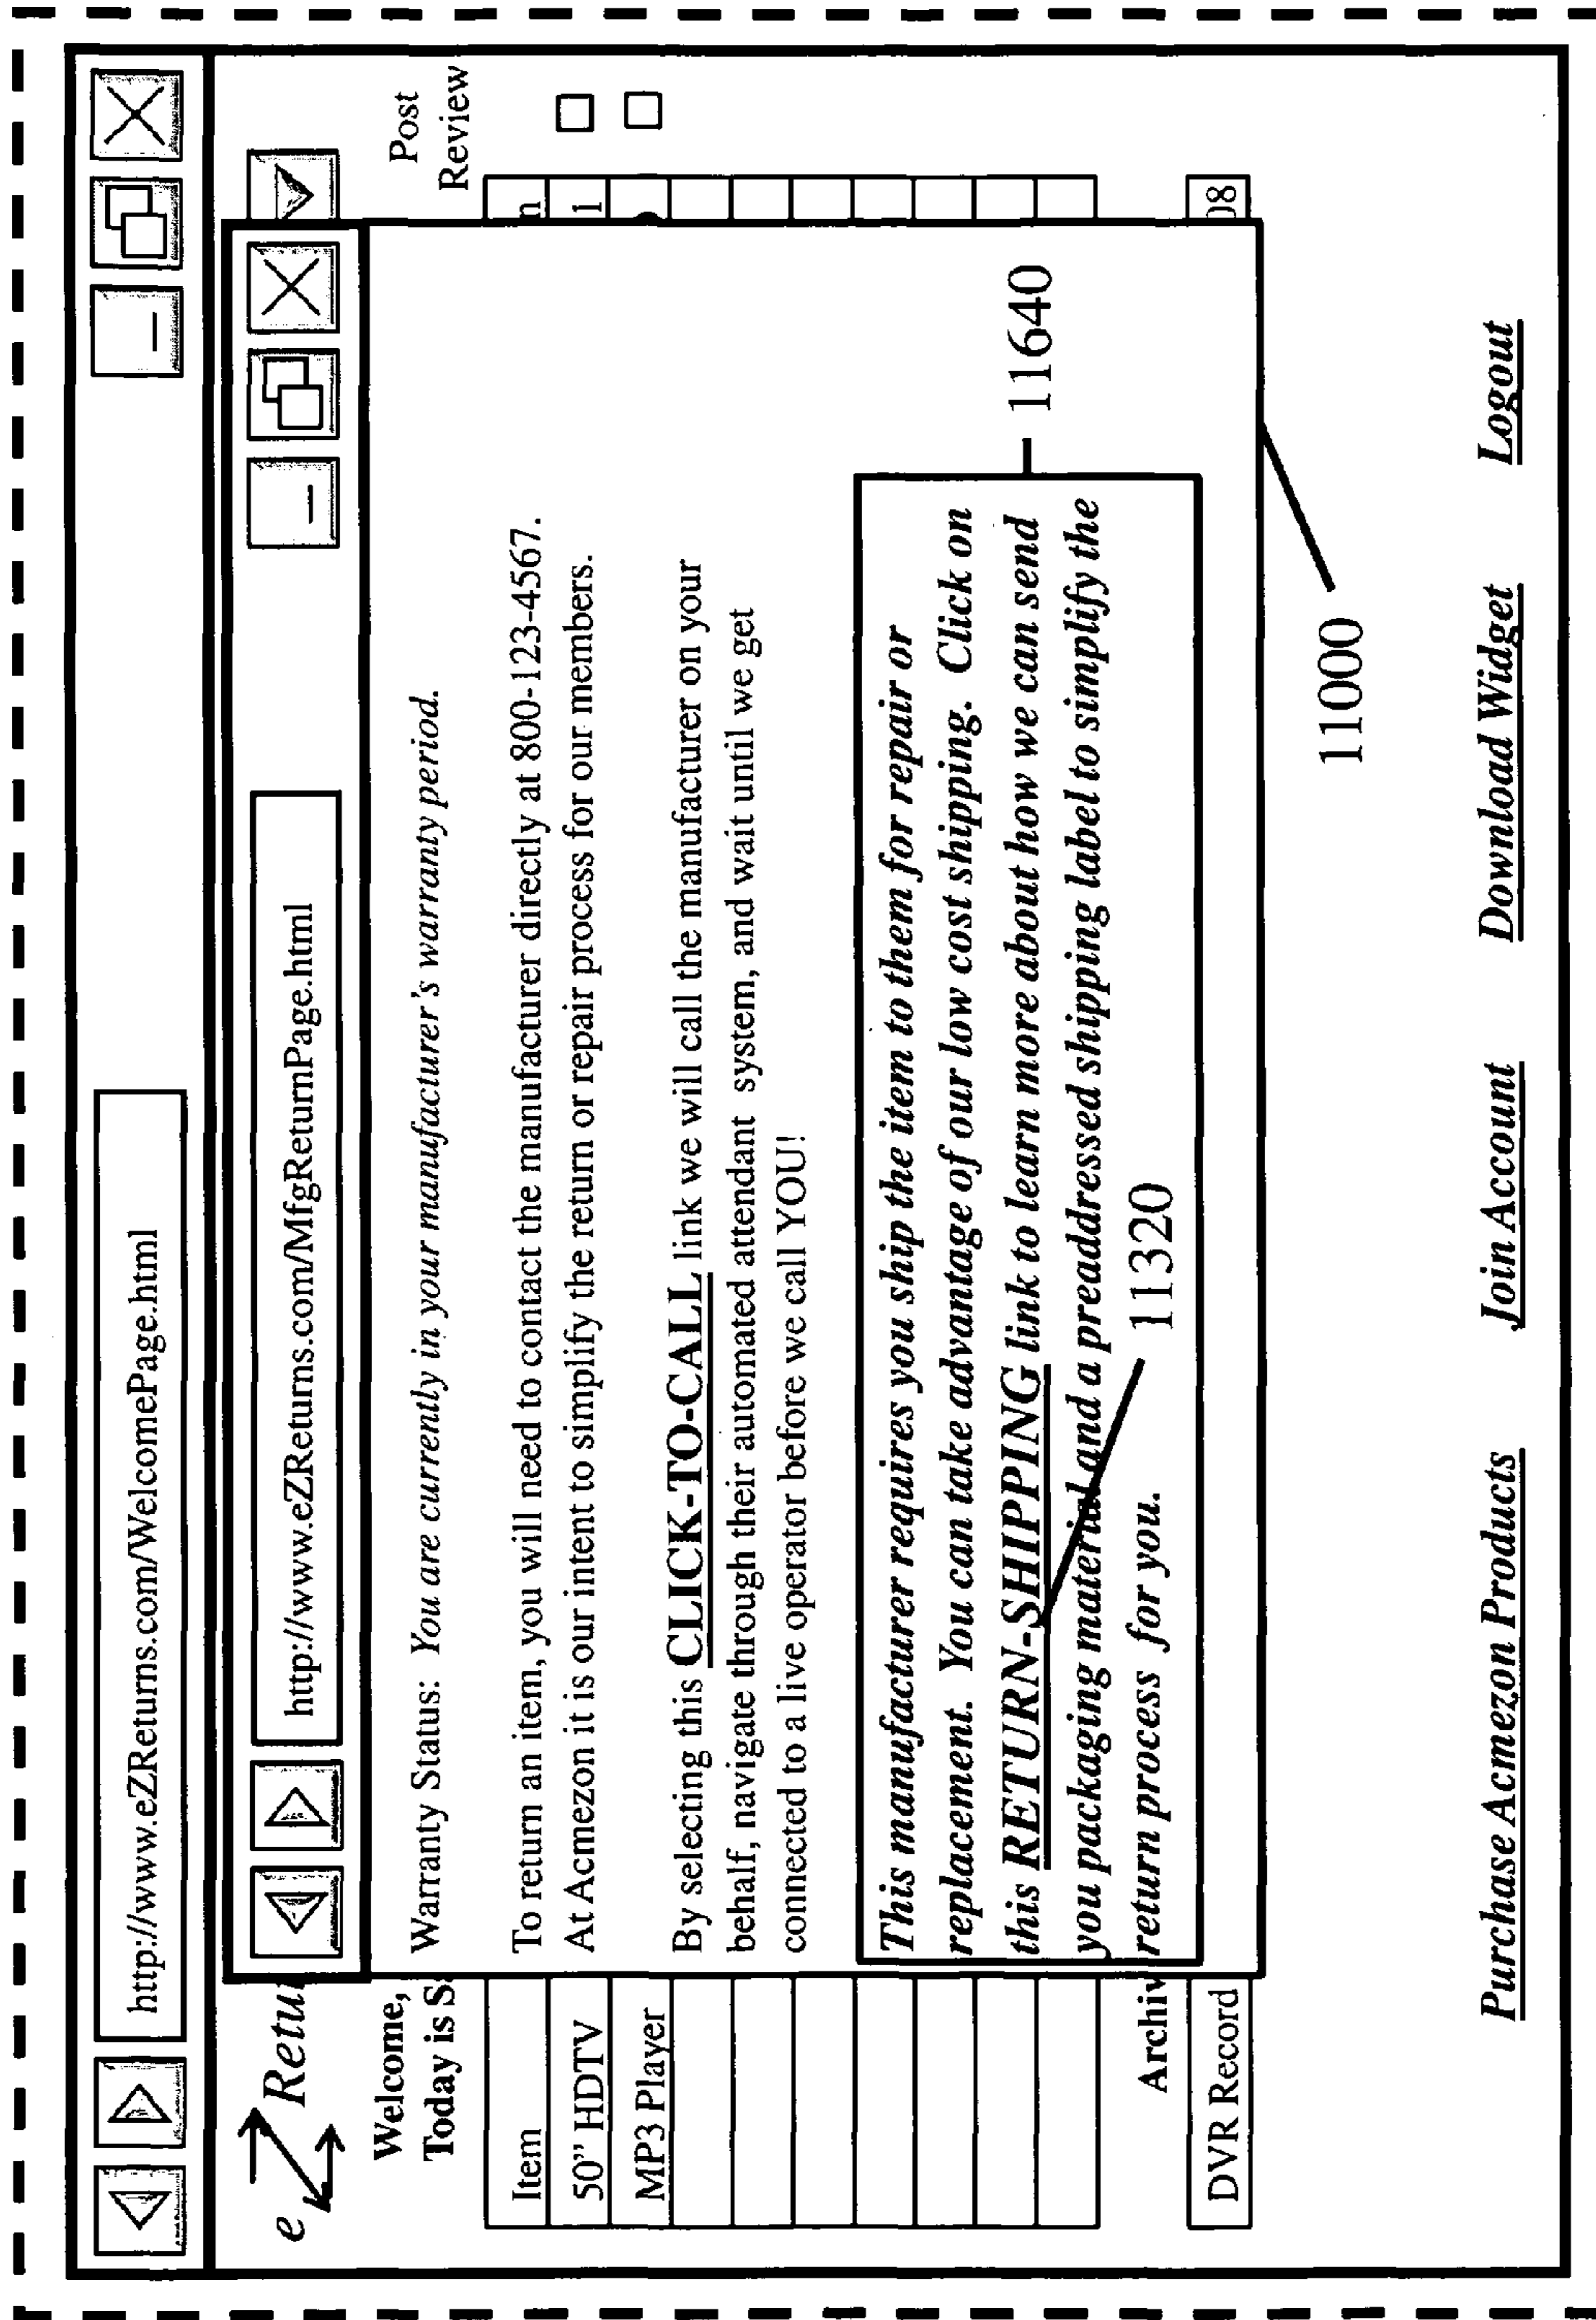 http://www.eZReturns.com/WelcomePage.html
http://www.eZReturns.com/MfgReturnPage.html
e Retu
Welcome,
Today is S
Post
Review
Item
n
50” HDTV
1
MP3 Player
Archiv
DVR Record
08
Warranty Status: You are currently in your manufacturer's warranty period.
To return an item, you will need to contact the manufacturer directly at 800-123-4567.
At Acmezon it is our intent to simplify the return or repair process for our members.
By selecting this CLICK-TO-CALL link we will call the manufacturer on your
behalf, navigate through their automated attendant system, and wait until we get
connected to a live operator before we call YOU!
This manufacturer requires you ship the item to them for repair or
replacement. You can take advantage of our low cost shipping. Click on
this RETURN-SHIPPING link to learn more about how we can send
you packaging material and a preaddressed shipping label to simplify the
return process for you.
11640
11320
11000
Purchase Acmezon Products
Join Account
Download Widget
Logout